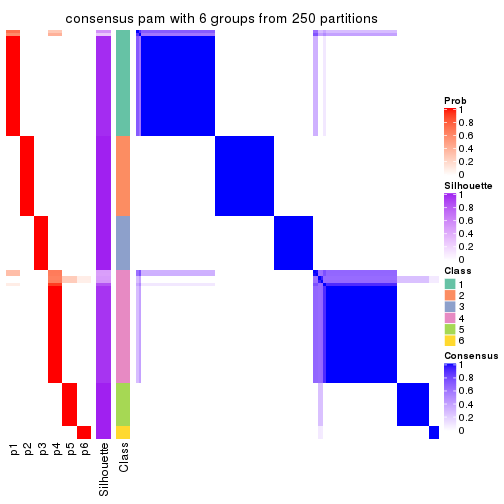 consensus pam with 6 groups from 250 partitions
Prob
1
0.8
0.6
0.4
0.2
0
Silhouette
1
0.8
0.6
0.4
0.2
0
Class
1
2
3
4
5
6
Consensus
1
0.8
0.6
0.4
0.2
0
p1
p2
p3
p4
p5
p6
Silhouette
Class